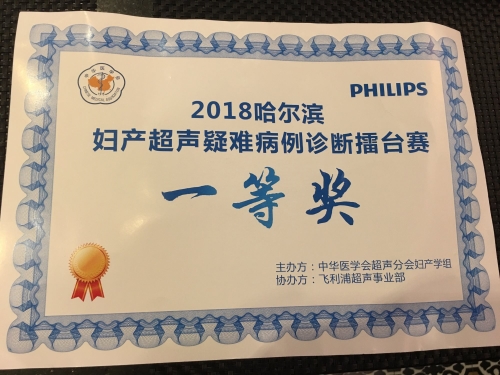 PHILIPS
2018哈尔滨
妇产超声疑难病例诊断擂台赛
一等奖
主办方：中华医学会超声分会妇产学组
协办方：飞利浦超声事业部